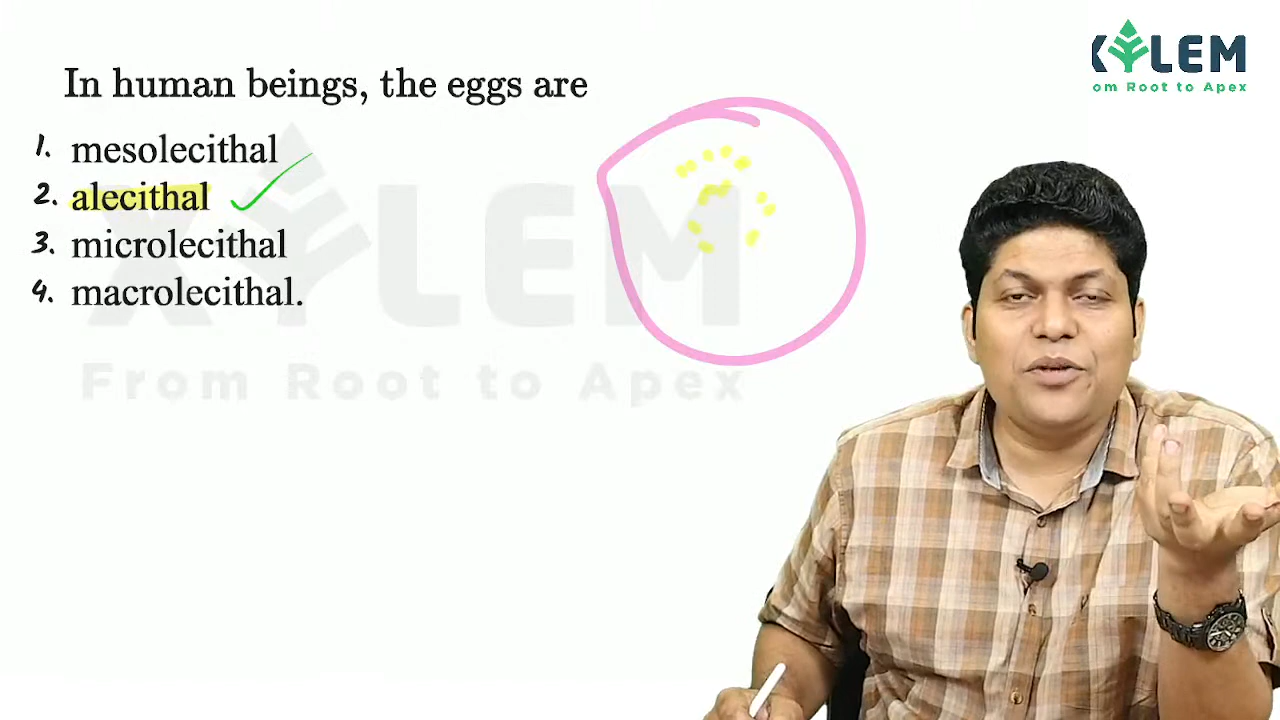 XYLEM
om Root to Apex
In human beings, the eggs are
1. mesolecithal
2. alecithal
3. microlecithal
4. macrolecithal.
XYLEM
From Root to Apex